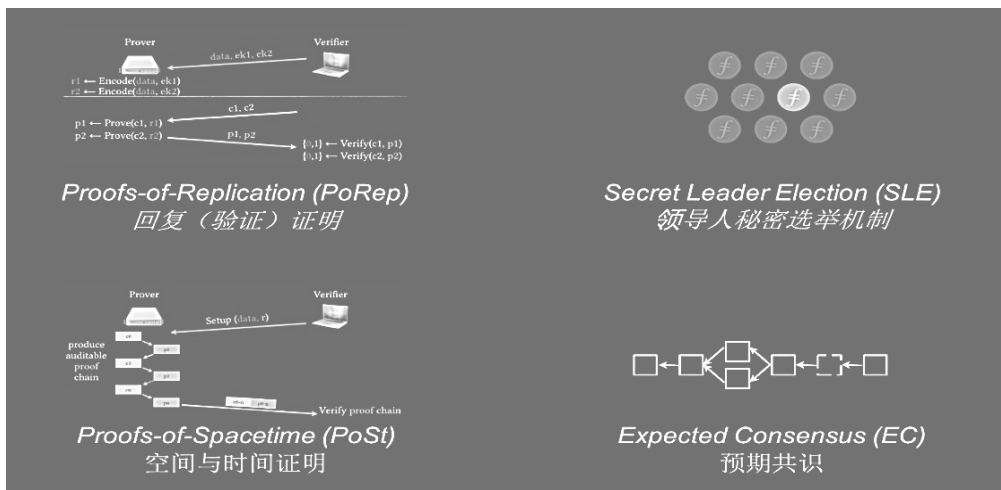 Prover
Verifier
data, ek1, ek2
r1 ← Encode(data, ek1)
r2 ← Encode(data, ek2)
c1, c2
p1 ← Prove(c1, r1)
p2 ← Prove(c2, r2)
p1, p2
{0,1} ← Verify(c1, p1)
{0,1} ← Verify(c2, p2)
Proofs-of-Replication (PoRep)
回复（验证）证明
Secret Leader Election (SLE)
领导人秘密选举机制
Prover
Verifier
Setup (data, r)
produce
auditable
proof
chain
Verify proof chain
Proofs-of-Spacetime (PoSt)
空间与时间证明
Expected Consensus (EC)
预期共识